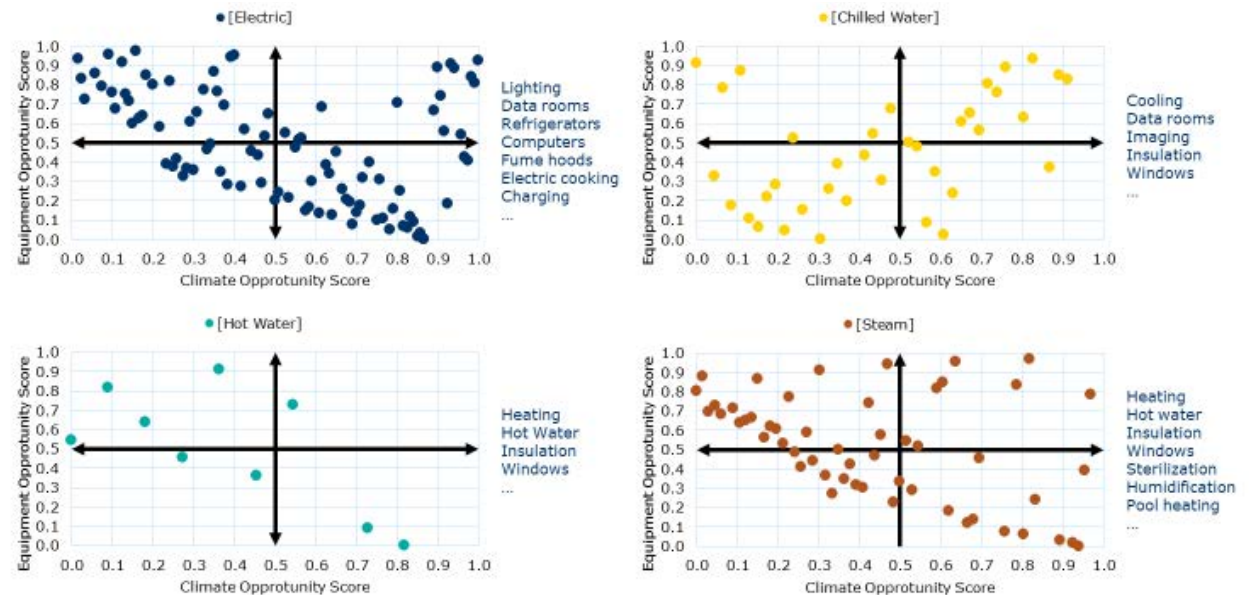 [Electric]
Equipment Opportunity Score
1.0
0.9
0.8
0.7
0.6
0.5
0.4
0.3
0.2
0.1
0.0
0.0 0.1 0.2 0.3 0.4 0.5 0.6 0.7 0.8 0.9 1.0
Climate Opprotunity Score
Lighting
Data rooms
Refrigerators
Computers
Fume hoods
Electric cooking
Charging
...
[Chilled Water]
Equipment Opportunity Score
1.0
0.9
0.8
0.7
0.6
0.5
0.4
0.3
0.2
0.1
0.0
0.0 0.1 0.2 0.3 0.4 0.5 0.6 0.7 0.8 0.9 1.0
Climate Opprotunity Score
Cooling
Data rooms
Imaging
Insulation
Windows
...
[Hot Water]
Equipment Opportunity Score
1.0
0.9
0.8
0.7
0.6
0.5
0.4
0.3
0.2
0.1
0.0
0.0 0.1 0.2 0.3 0.4 0.5 0.6 0.7 0.8 0.9 1.0
Climate Opprotunity Score
Heating
Hot Water
Insulation
Windows
...
[Steam]
Equipment Opportunity Score
1.0
0.9
0.8
0.7
0.6
0.5
0.4
0.3
0.2
0.1
0.0
0.0 0.1 0.2 0.3 0.4 0.5 0.6 0.7 0.8 0.9 1.0
Climate Opprotunity Score
Heating
Hot water
Insulation
Windows
Sterilization
Humidification
Pool heating
...